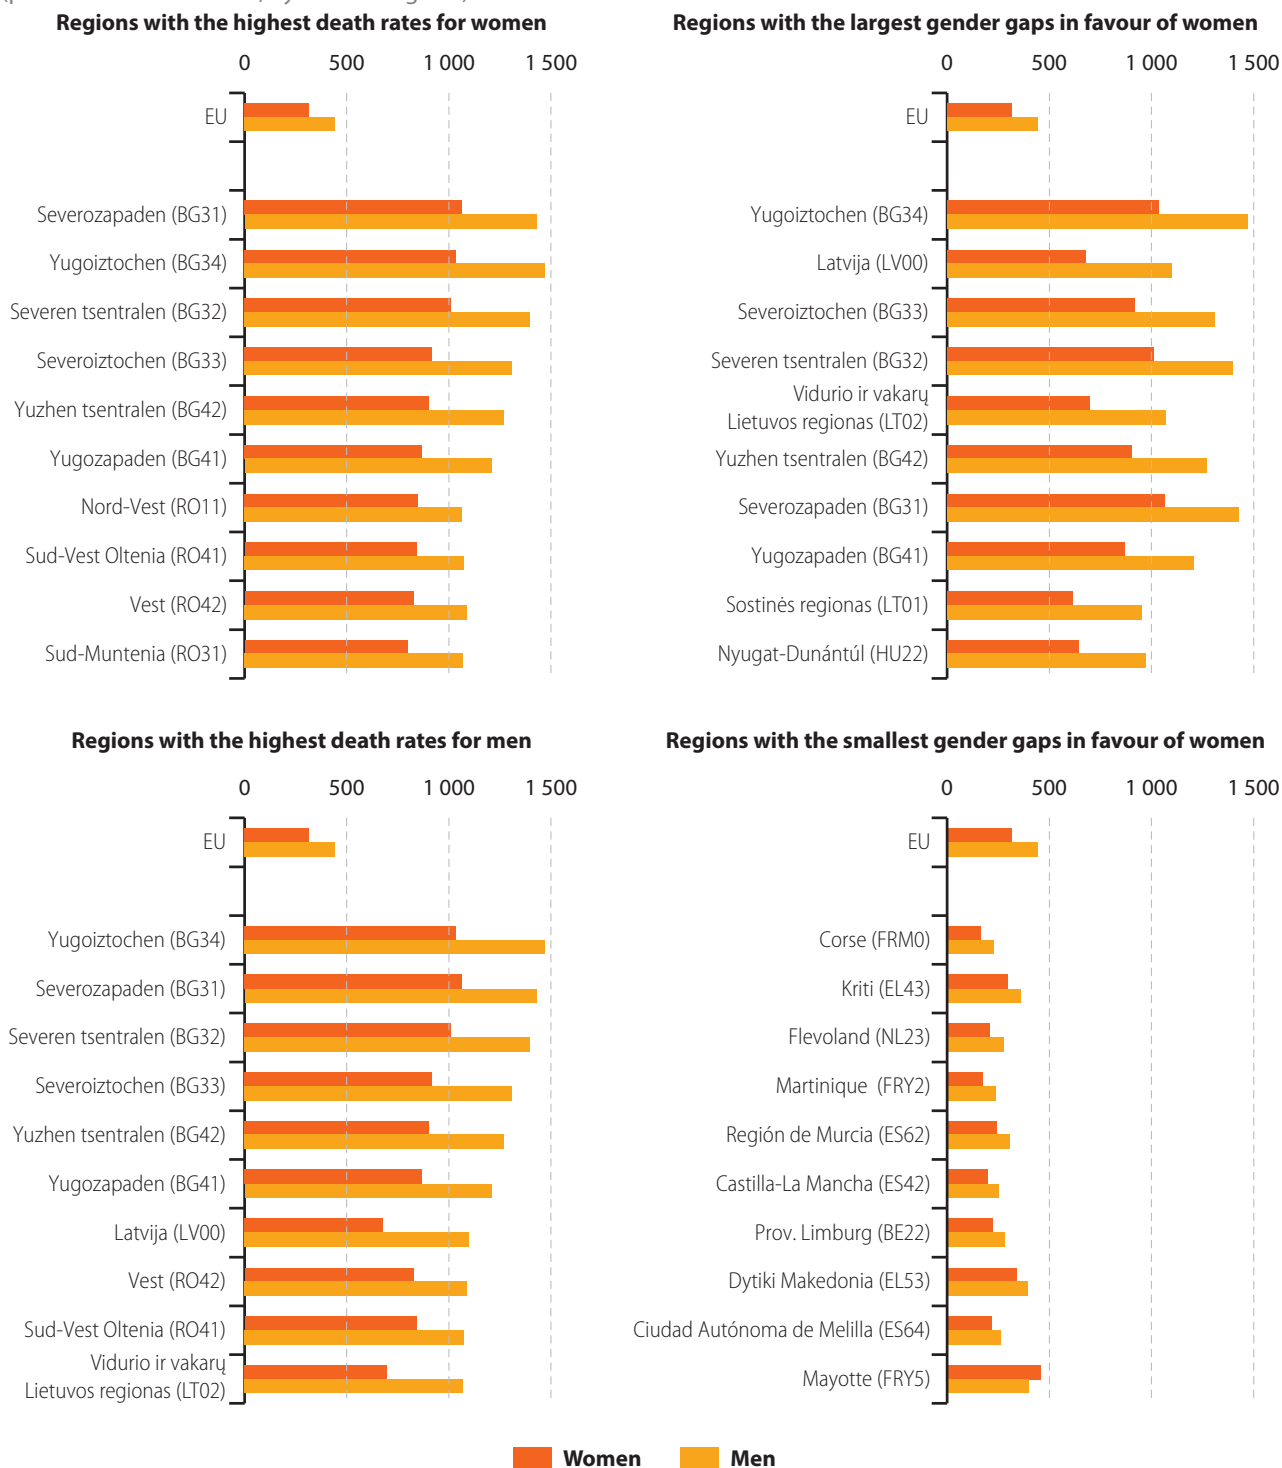 Regions with the highest death rates for women
0 500 1 000 1 500
EU
Severozapaden (BG31)
Yugoiztochen (BG34)
Severen tsentralen (BG32)
Severoiztochen (BG33)
Yuzhen tsentralen (BG42)
Yugozapaden (BG41)
Nord-Vest (RO11)
Sud-Vest Oltenia (RO41)
Vest (RO42)
Sud-Muntenia (RO31)
Regions with the largest gender gaps in favour of women
0 500 1 000 1 500
EU
Yugoiztochen (BG34)
Latvija (LV00)
Severoiztochen (BG33)
Severen tsentralen (BG32)
Vidurio ir vakarų
Lietuvos regionas (LT02)
Yuzhen tsentralen (BG42)
Severozapaden (BG31)
Yugozapaden (BG41)
Sostinės regionas (LT01)
Nyugat-Dunántúl (HU22)
Regions with the highest death rates for men
0 500 1 000 1 500
EU
Yugoiztochen (BG34)
Severozapaden (BG31)
Severen tsentralen (BG32)
Severoiztochen (BG33)
Yuzhen tsentralen (BG42)
Yugozapaden (BG41)
Latvija (LV00)
Vest (RO42)
Sud-Vest Oltenia (RO41)
Vidurio ir vakarų
Lietuvos regionas (LT02)
Regions with the smallest gender gaps in favour of women
0 500 1 000 1 500
EU
Corse (FRM0)
Kriti (EL43)
Flevoland (NL23)
Martinique (FRY2)
Región de Murcia (ES62)
Castilla-La Mancha (ES42)
Prov. Limburg (BE22)
Dytiki Makedonia (EL53)
Ciudad Autónoma de Melilla (ES64)
Mayotte (FRY5)
Women Men